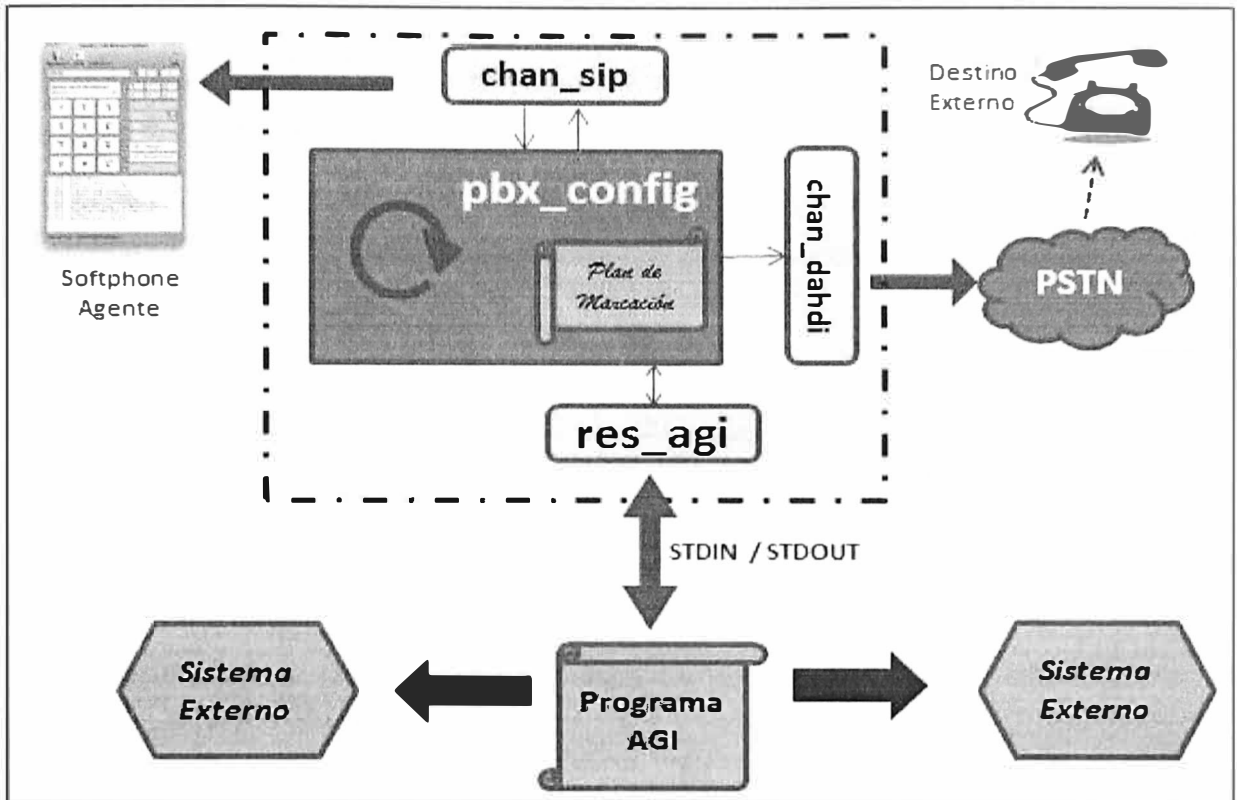 chan_sip
Destino
Externo
pbx_config
chan_dahdi
Plan de
Marcación
PSTN
Softphone
Agente
res_agi
STDIN / STDOUT
Sistema
Externo
Programa
AGI
Sistema
Externo